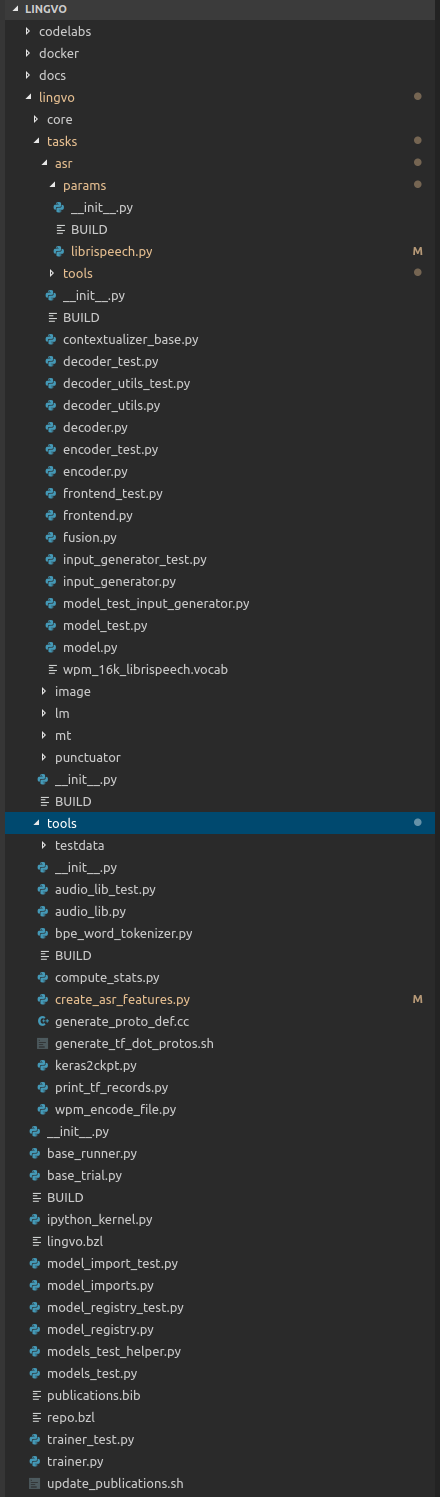 LINGVO
codelabs
docker
docs
lingvo
core
tasks
asr
params
__init__.py
BUILD
librispeech.py M
tools
__init__.py
BUILD
contextualizer_base.py
decoder_test.py
decoder_utils_test.py
decoder_utils.py
decoder.py
encoder_test.py
encoder.py
frontend_test.py
frontend.py
fusion.py
input_generator_test.py
input_generator.py
model_test_input_generator.py
model_test.py
model.py
wpm_16k_librispeech.vocab
image
lm
mt
punctuator
__init__.py
BUILD
tools
testdata
__init__.py
audio_lib_test.py
audio_lib.py
bpe_word_tokenizer.py
BUILD
compute_stats.py
create_asr_features.py M
generate_proto_def.cc
generate_tf_dot_protos.sh
keras2ckpt.py
print_tf_records.py
wpm_encode_file.py
__init__.py
base_runner.py
base_trial.py
BUILD
ipython_kernel.py
lingvo.bzl
model_import_test.py
model_imports.py
model_registry_test.py
model_registry.py
models_test_helper.py
models_test.py
publications.bib
repo.bzl
trainer_test.py
trainer.py
update_publications.sh